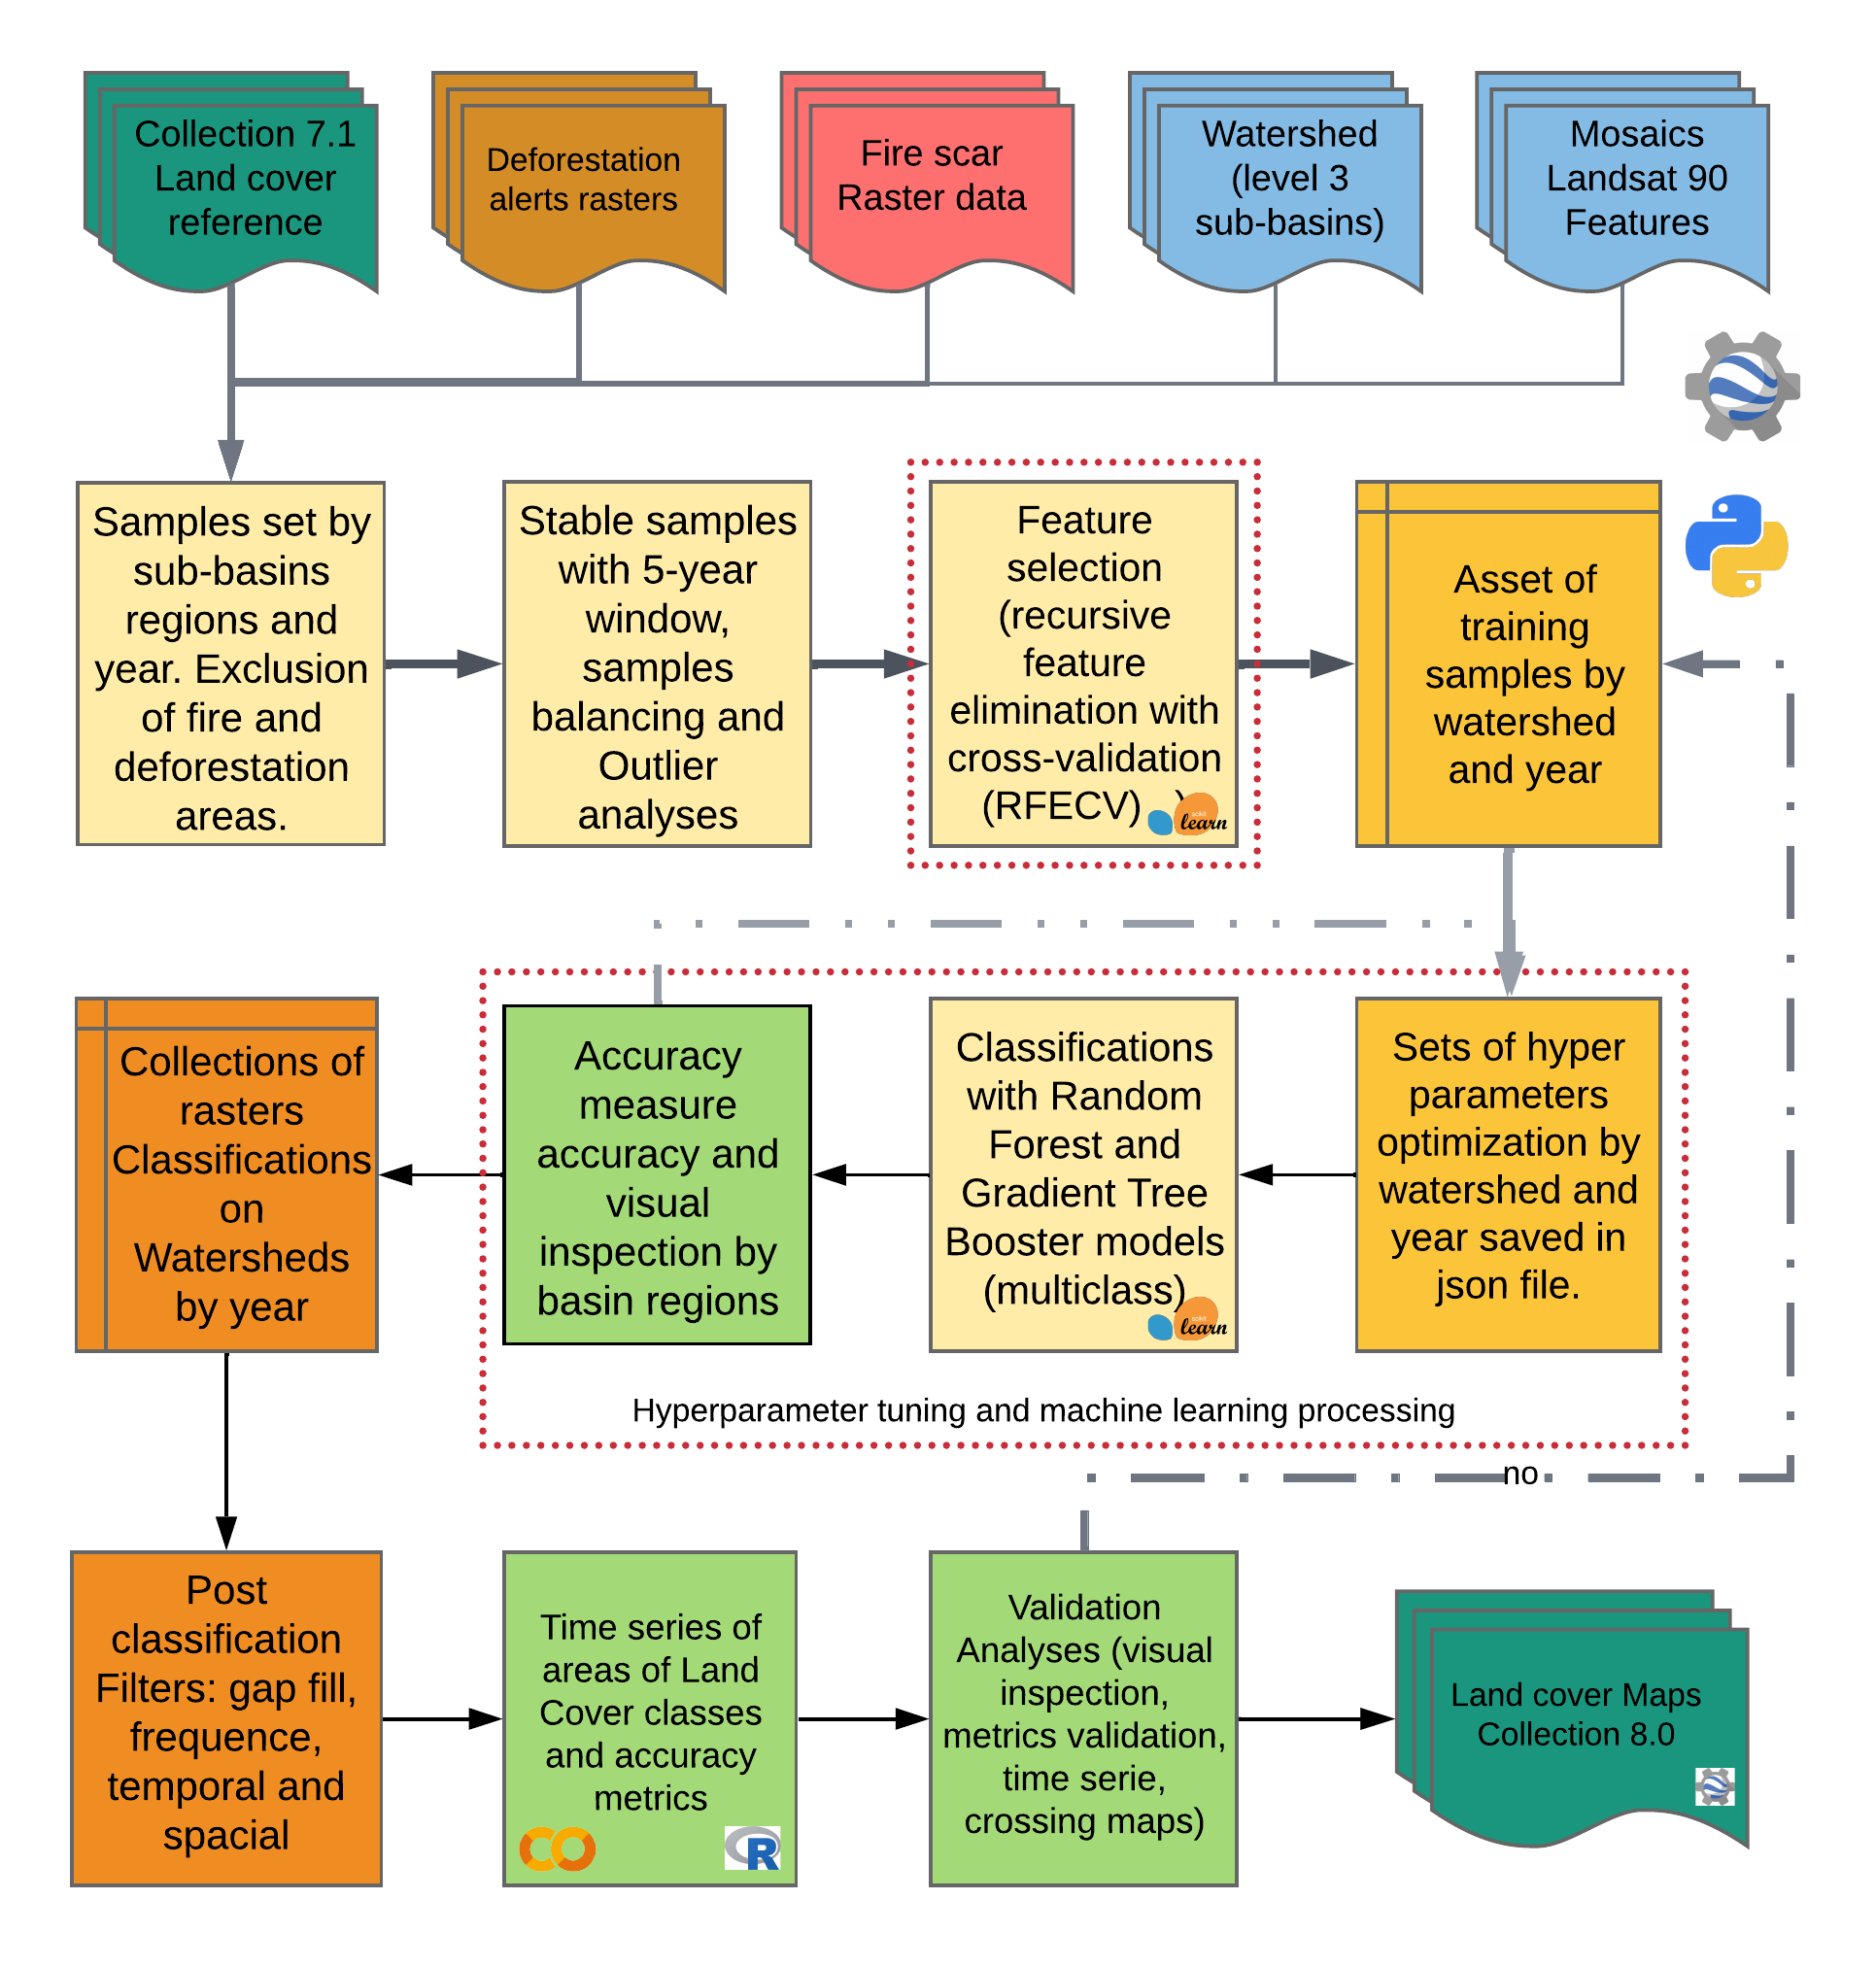 Collection 7.1
Land cover
reference
Deforestation
alerts rasters
Fire scar
Raster data
Watershed
(level 3
sub-basins)
Mosaics
Landsat 90
Features
Samples set by
sub-basins
regions and
year. Exclusion
of fire and
deforestation
areas.
Stable samples
with 5-year
window,
samples
balancing and
Outlier
analyses
Feature
selection
(recursive
feature
elimination with
cross-validation
(RFECV) )
scikit
learn
Asset of
training
samples by
watershed
and year
Collections of
rasters
Classifications
on
Watersheds
by year
Accuracy
measure
accuracy and
visual
inspection by
basin regions
Classifications
with Random
Forest and
Gradient Tree
Booster models
(multiclass)
scikit
learn
Sets of hyper
parameters
optimization by
watershed and
year saved in
json file.
Hyperparameter tuning and machine learning processing
no
Post
classification
Filters: gap fill,
frequence,
temporal and
spacial
Time series of
areas of Land
Cover classes
and accuracy
metrics
R
Validation
Analyses (visual
inspection,
metrics validation,
time serie,
crossing maps)
Land cover Maps
Collection 8.0